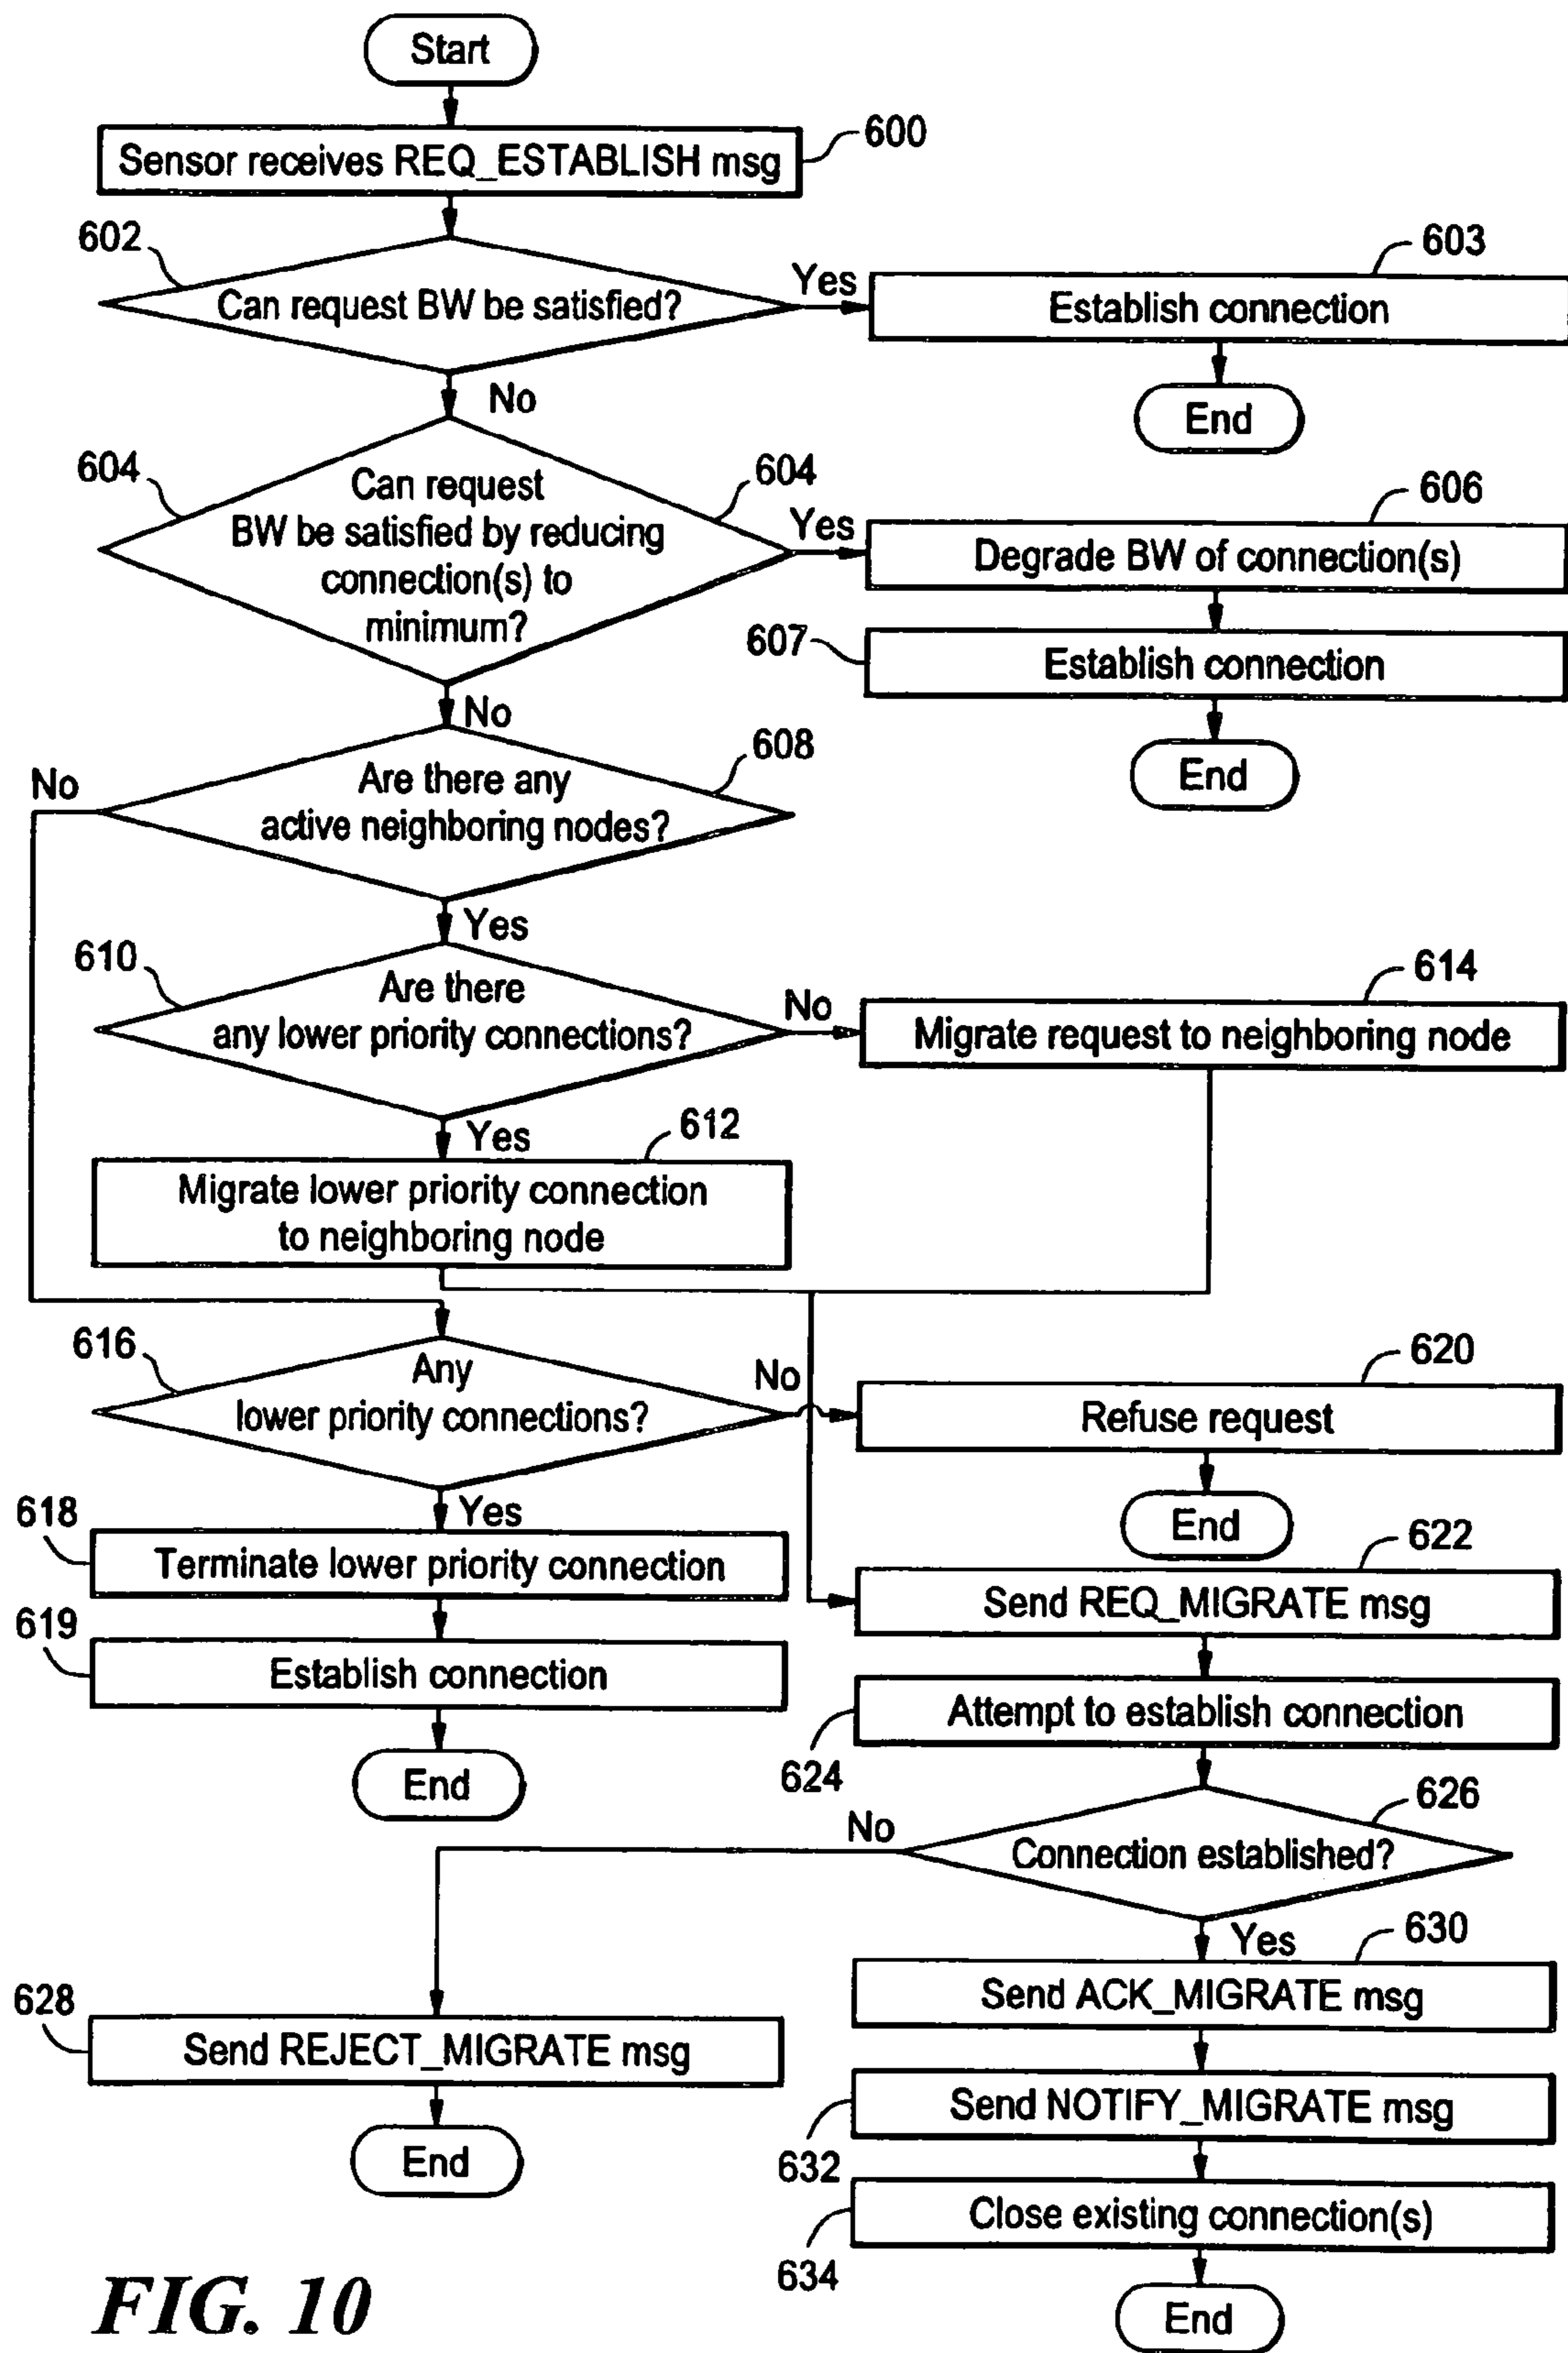 Start
600
Sensor receives REQ_ESTABLISH msg
602
603
Can request BW be satisfied?
Yes
Establish connection
No
End
604
604
Can request
BW be satisfied by reducing
connection(s) to
minimum?
Yes
606
Degrade BW of connection(s)
607
Establish connection
No
End
608
No
Are there any
active neighboring nodes?
Yes
610
Are there
any lower priority connections?
No
614
Migrate request to neighboring node
Yes
612
Migrate lower priority connection
to neighboring node
616
Any
lower priority connections?
No
620
Refuse request
Yes
End
618
Terminate lower priority connection
622
Send REQ_MIGRATE msg
619
Establish connection
Attempt to establish connection
624
End
626
No
Connection established?
Yes
630
Send ACK_MIGRATE msg
628
Send REJECT_MIGRATE msg
Send NOTIFY_MIGRATE msg
632
End
Close existing connection(s)
634
End
FIG. 10